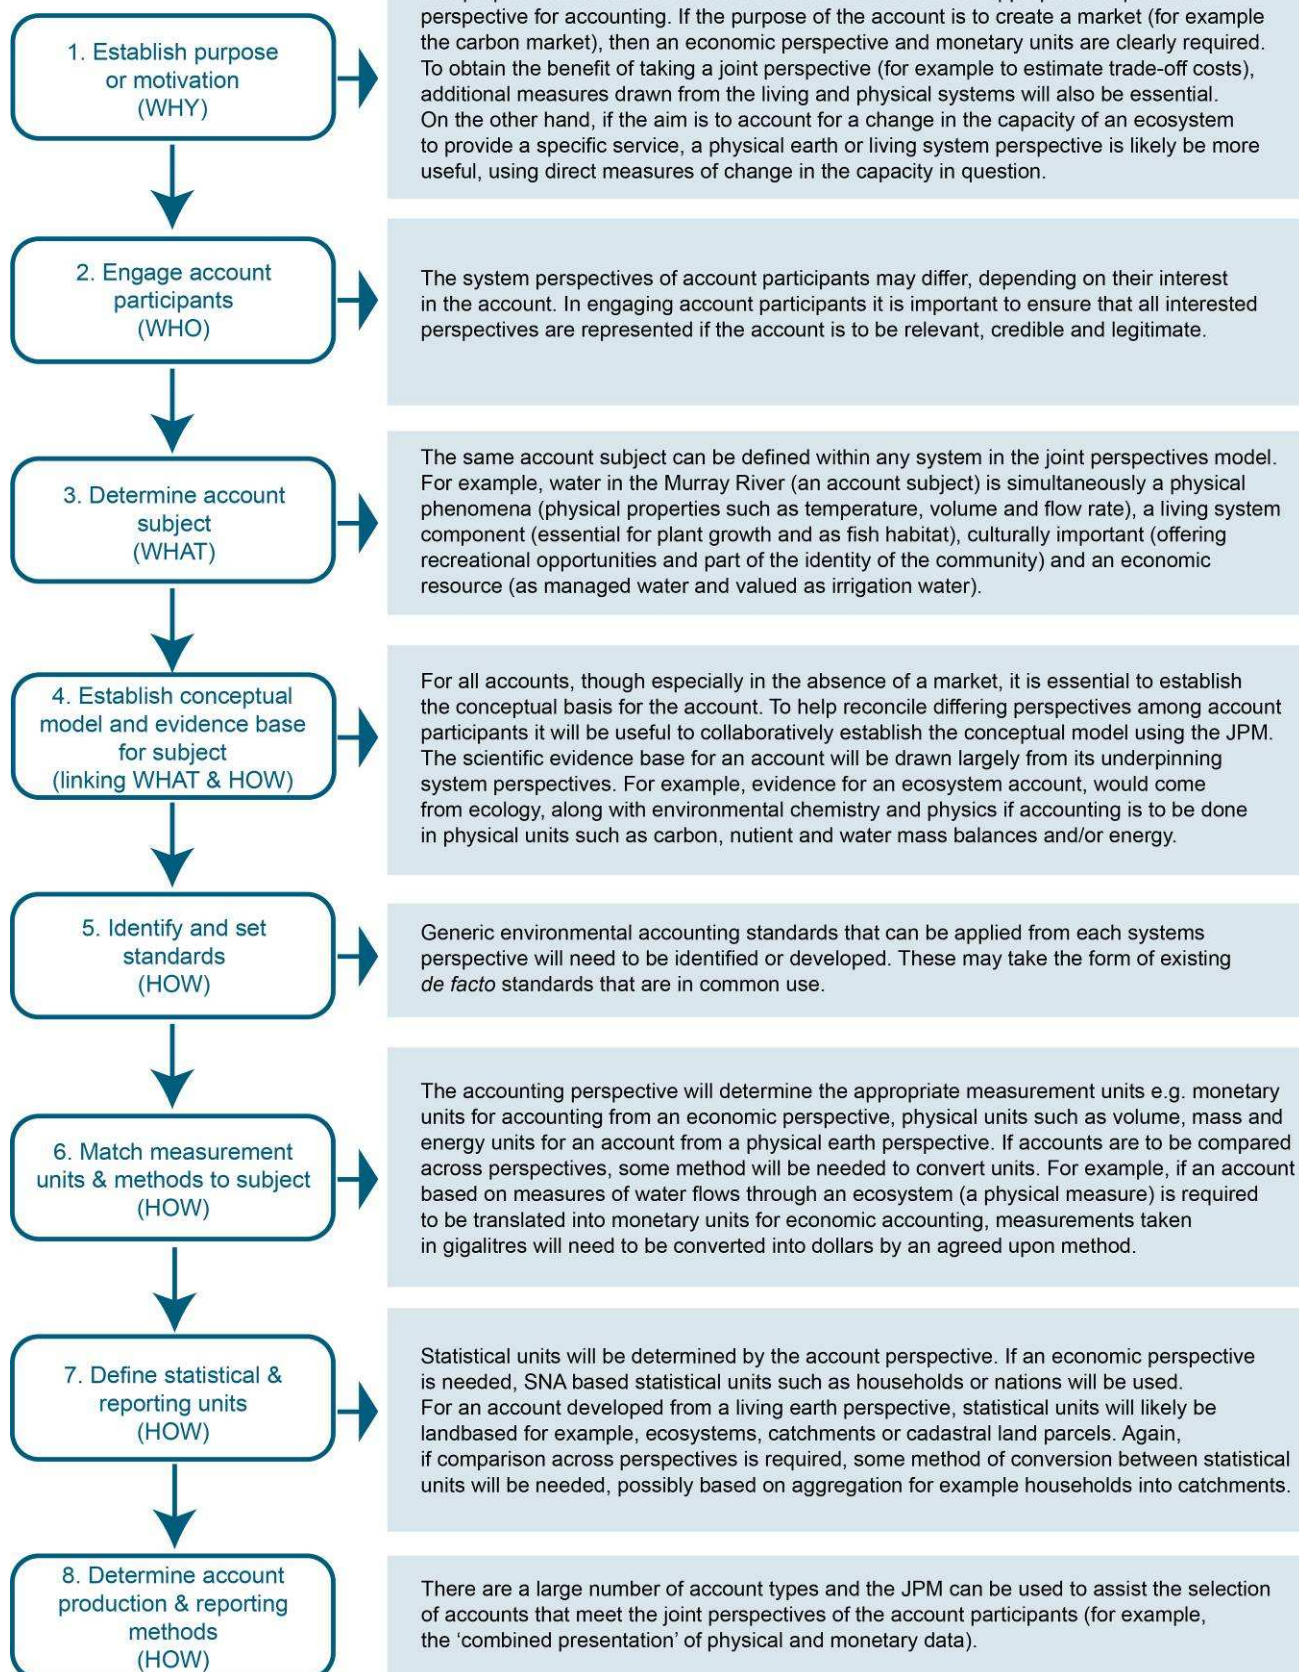 1. Establish purpose
or motivation
(WHY)
perspective for accounting. If the purpose of the account is to create a market (for example
the carbon market), then an economic perspective and monetary units are clearly required.
To obtain the benefit of taking a joint perspective (for example to estimate trade-off costs),
additional measures drawn from the living and physical systems will also be essential.
On the other hand, if the aim is to account for a change in the capacity of an ecosystem
to provide a specific service, a physical earth or living system perspective is likely be more
useful, using direct measures of change in the capacity in question.
2. Engage account
participants
(WHO)
The system perspectives of account participants may differ, depending on their interest
in the account. In engaging account participants it is important to ensure that all interested
perspectives are represented if the account is to be relevant, credible and legitimate.
3. Determine account
subject
(WHAT)
The same account subject can be defined within any system in the joint perspectives model.
For example, water in the Murray River (an account subject) is simultaneously a physical
phenomena (physical properties such as temperature, volume and flow rate), a living system
component (essential for plant growth and as fish habitat), culturally important (offering
recreational opportunities and part of the identity of the community) and an economic
resource (as managed water and valued as irrigation water).
4. Establish conceptual
model and evidence base
for subject
(linking WHAT & HOW)
For all accounts, though especially in the absence of a market, it is essential to establish
the conceptual basis for the account. To help reconcile differing perspectives among account
participants it will be useful to collaboratively establish the conceptual model using the JPM.
The scientific evidence base for an account will be drawn largely from its underpinning
system perspectives. For example, evidence for an ecosystem account, would come
from ecology, along with environmental chemistry and physics if accounting is to be done
in physical units such as carbon, nutient and water mass balances and/or energy.
5. Identify and set
standards
(HOW)
Generic environmental accounting standards that can be applied from each systems
perspective will need to be identified or developed. These may take the form of existing
de facto standards that are in common use.
6. Match measurement
units & methods to subject
(HOW)
The accounting perspective will determine the appropriate measurement units e.g. monetary
units for accounting from an economic perspective, physical units such as volume, mass and
energy units for an account from a physical earth perspective. If accounts are to be compared
across perspectives, some method will be needed to convert units. For example, if an account
based on measures of water flows through an ecosystem (a physical measure) is required
to be translated into monetary units for economic accounting, measurements taken
in gigalitres will need to be converted into dollars by an agreed upon method.
7. Define statistical &
reporting units
(HOW)
Statistical units will be determined by the account perspective. If an economic perspective
is needed, SNA based statistical units such as households or nations will be used.
For an account developed from a living earth perspective, statistical units will likely be
landbased for example, ecosystems, catchments or cadastral land parcels. Again,
if comparison across perspectives is required, some method of conversion between statistical
units will be needed, possibly based on aggregation for example households into catchments.
8. Determine account
production & reporting
methods
(HOW)
There are a large number of account types and the JPM can be used to assist the selection
of accounts that meet the joint perspectives of the account participants (for example,
the ‘combined presentation’ of physical and monetary data).